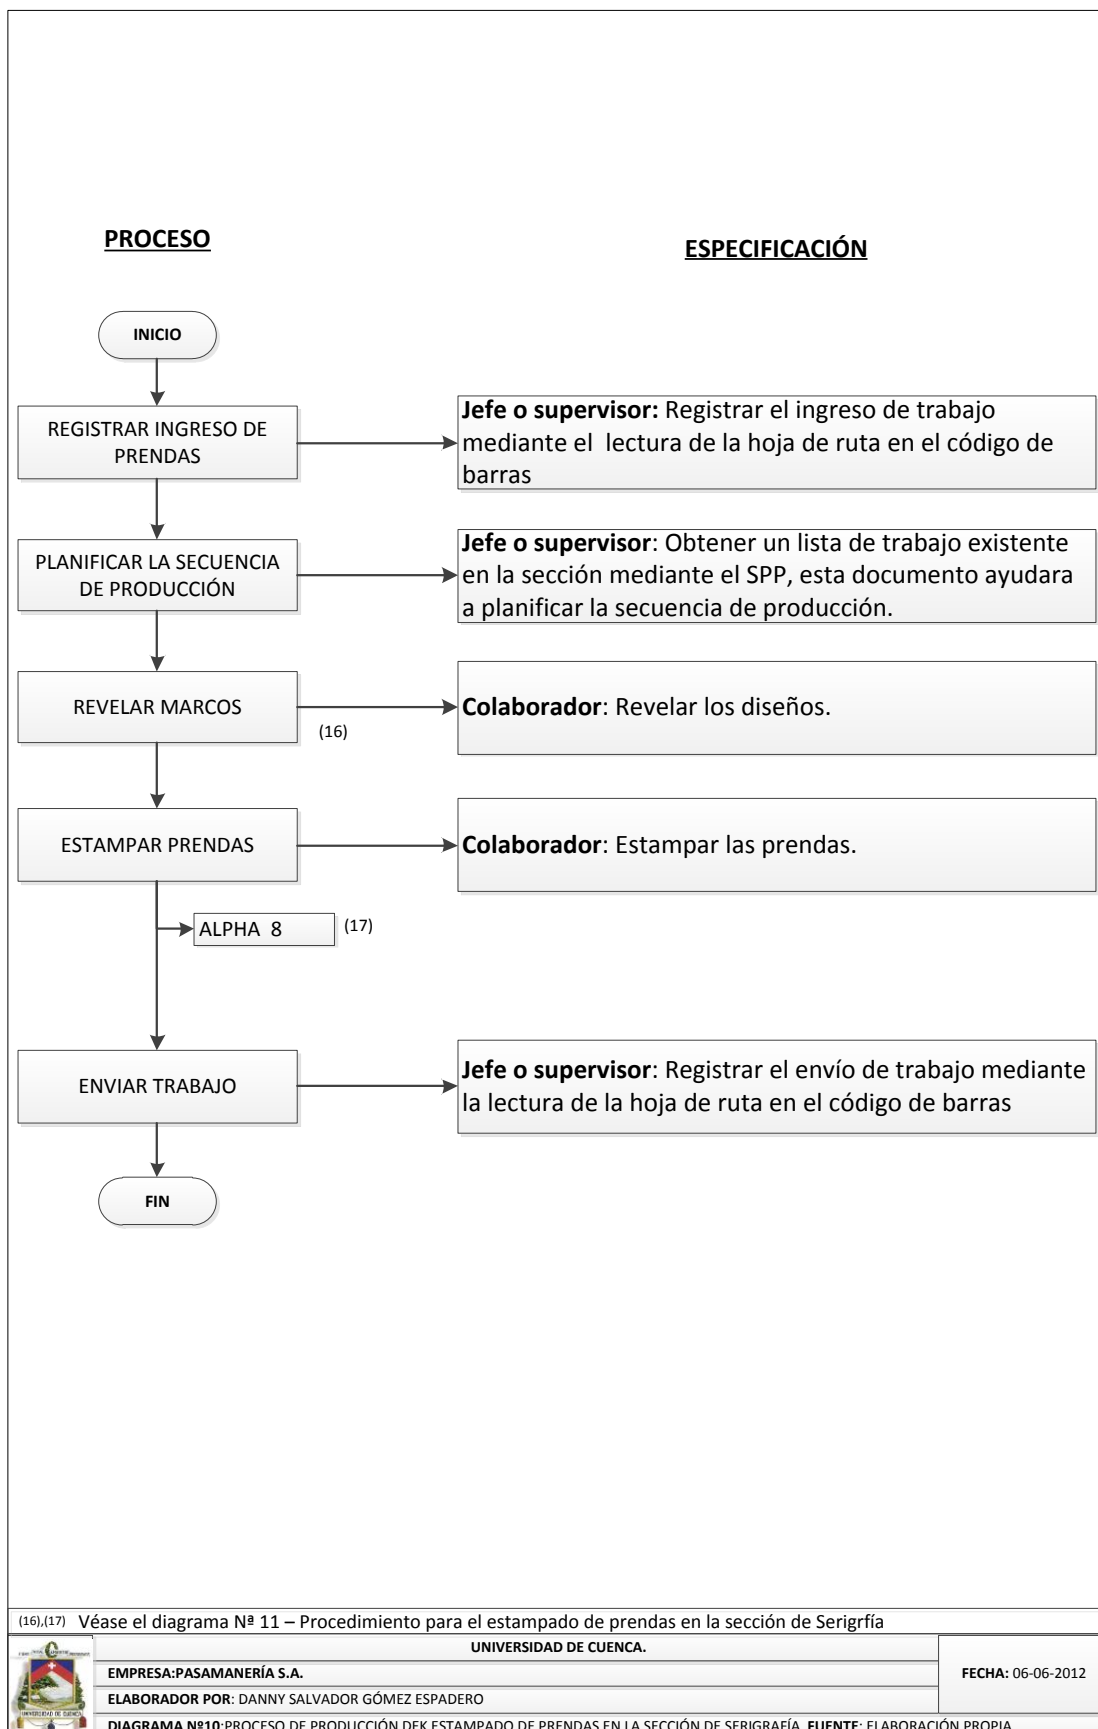 PROCESO
ESPECIFICACIÓN
INICIO
REGISTRAR INGRESO DE
PRENDAS
Jefe o supervisor: Registrar el ingreso de trabajo
mediante el lectura de la hoja de ruta en el código de
barras
PLANIFICAR LA SECUENCIA
DE PRODUCCIÓN
Jefe o supervisor: Obtener un lista de trabajo existente
en la sección mediante el SPP, esta documento ayudara
a planificar la secuencia de producción.
REVELAR MARCOS
(16)
Colaborador: Revelar los diseños.
ESTAMPAR PRENDAS
Colaborador: Estampar las prendas.
ALPHA 8
(17)
ENVIAR TRABAJO
Jefe o supervisor: Registrar el envío de trabajo mediante
la lectura de la hoja de ruta en el código de barras
FIN
(16),(17) Véase el diagrama Nª 11 – Procedimiento para el estampado de prendas en la sección de Serigrfía
UNIVERSIDAD DE CUENCA.
EMPRESA:PASAMANERÍA S.A.
FECHA: 06-06-2012
ELABORADOR POR: DANNY SALVADOR GÓMEZ ESPADERO
UNIVERSIDAD DE CUENCA
DIAGRAMA Nº10:PROCESO DE PRODUCCIÓN DEK ESTAMPADO DE PRENDAS EN LA SECCIÓN DE SERIGRAFÍA. FUENTE: ELABORACIÓN PROPIA